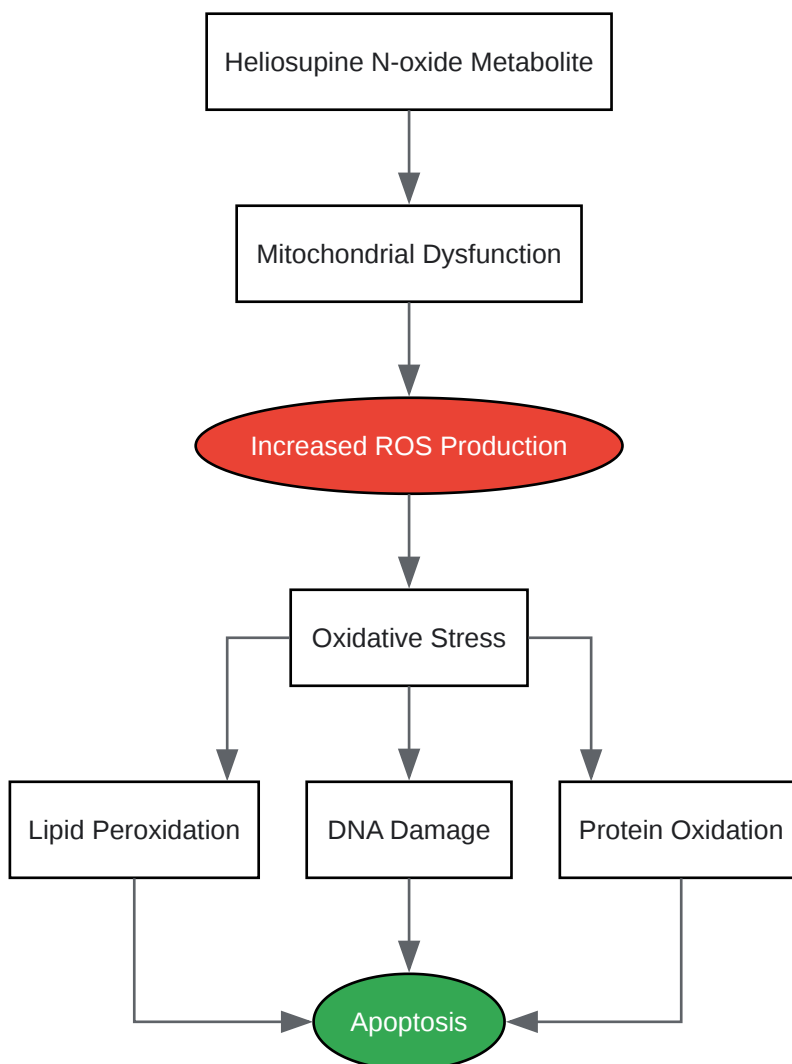 Heliosupine N-oxide Metabolite
Mitochondrial Dysfunction
Increased ROS Production
Oxidative Stress
Lipid Peroxidation
DNA Damage
Protein Oxidation
Apoptosis